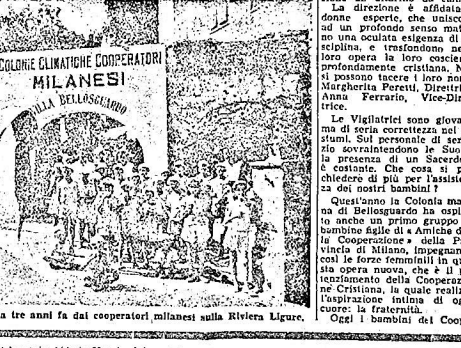 COLONIE CLIMATICHE COOPERATORI
MILANESI
VILLA BELLOSGUARDO
a tre anni fa dai cooperatori milanesi sulla Riviera Ligure.
La direzione è affidata
donne esperte, che unisco
ad un profondo senso mat
no una oculata esigenza di
sciplina, e trasfondono ne
loro opera la loro coscien
profondamente cristiana. N
si possono tacere i loro nom
Margherita Peretti, Direttri
Anna Ferrario, Vice-Dir
trice.
Le Vigilatrici sono giova
ma di seria correttezza nei
stumi. Sul personale di ser
zio sovraintendono le Suo
la presenza di un Sacerdo
è costante. Che cosa si p
chiedere di più per l'assiste
za dei nostri bambini?
Quest'anno la Colonia ma
na di Bellosguardo ha ospi
to anche un primo gruppo
bambine figlie di «Amiche d
la Cooperazione» della P
vincia di Milano, impegnan
così le forze femminili in qu
sta opera nuova, che è il p
tenziamento della Cooperaz
ne Cristiana, la quale realiz
l'aspirazione intima di og
cuore: la fraternità.
Oggi i bambini dei Coop